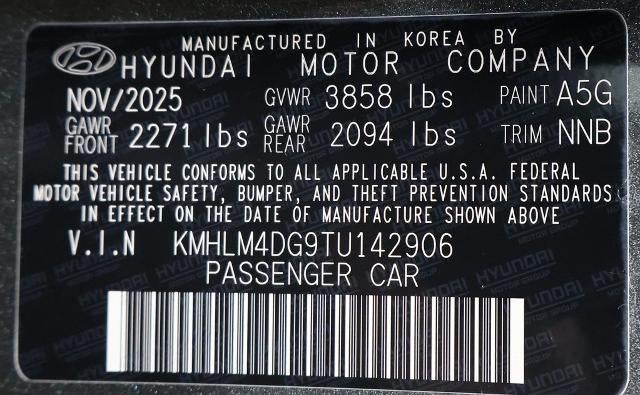 MANUFACTURED IN KOREA BY
HYUNDAI MOTOR COMPANY
NOV/2025 GVWR 3858 lbs PAINT A5G
GAWR FRONT 2271 lbs GAWR REAR 2094 lbs TRIM NNB
THIS VEHICLE CONFORMS TO ALL APPLICABLE U.S.A. FEDERAL
MOTOR VEHICLE SAFETY, BUMPER, AND THEFT PREVENTION STANDARDS
IN EFFECT ON THE DATE OF MANUFACTURE SHOWN ABOVE
V.I.N KMHLM4DG9TU142906
PASSENGER CAR